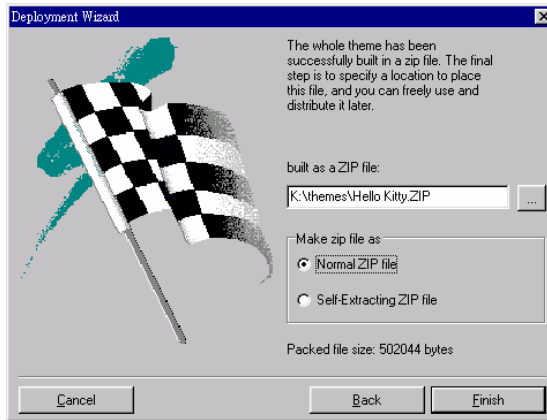 Deployment Wizard
The whole theme has been
successfully built in a zip file. The final
step is to specify a location to place
this file, and you can freely use and
distribute it later.
built as a ZIP file:
K:\themes\Hello Kitty.ZIP
...
Make zip file as
Normal ZIP file
Self-Extracting ZIP file
Packed file size: 502044 bytes
Cancel
Back
Finish